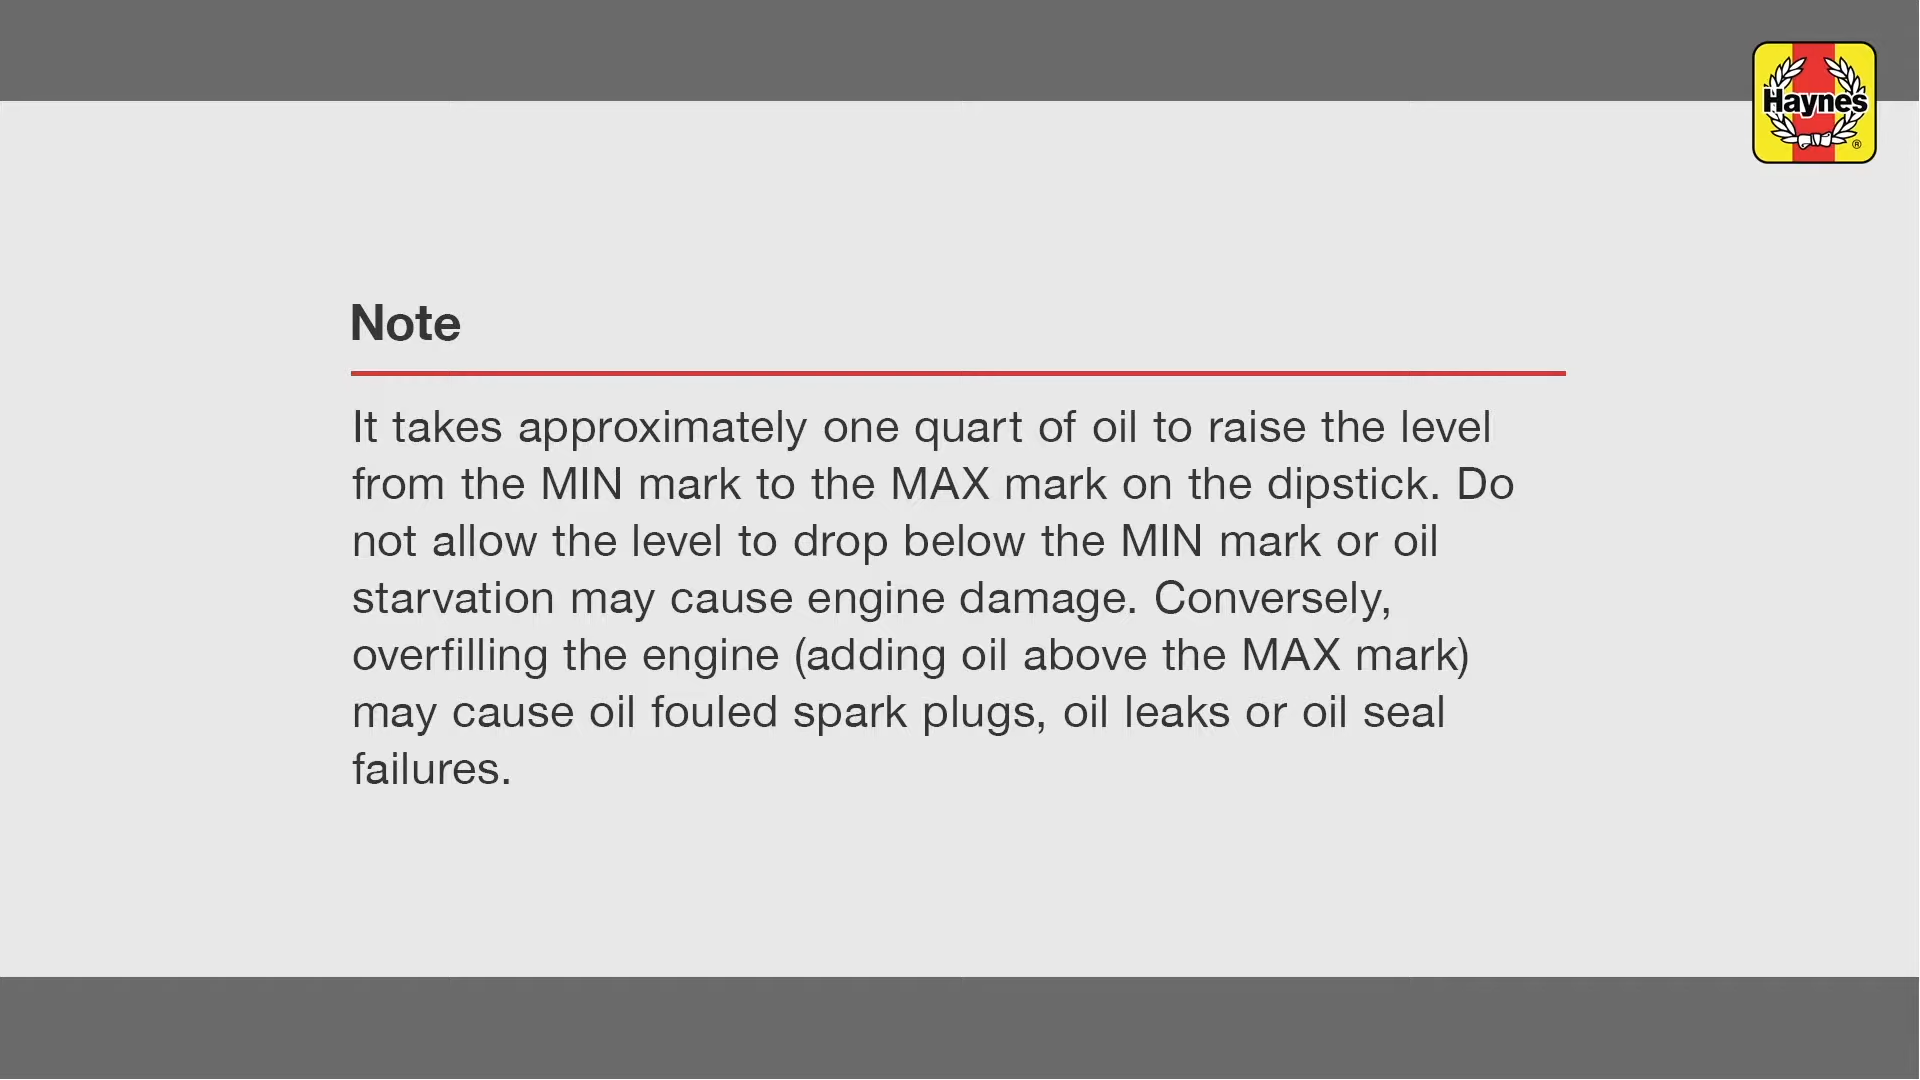 Haynes
®
Note
It takes approximately one quart of oil to raise the level
from the MIN mark to the MAX mark on the dipstick. Do
not allow the level to drop below the MIN mark or oil
starvation may cause engine damage. Conversely,
overfilling the engine (adding oil above the MAX mark)
may cause oil fouled spark plugs, oil leaks or oil seal
failures.